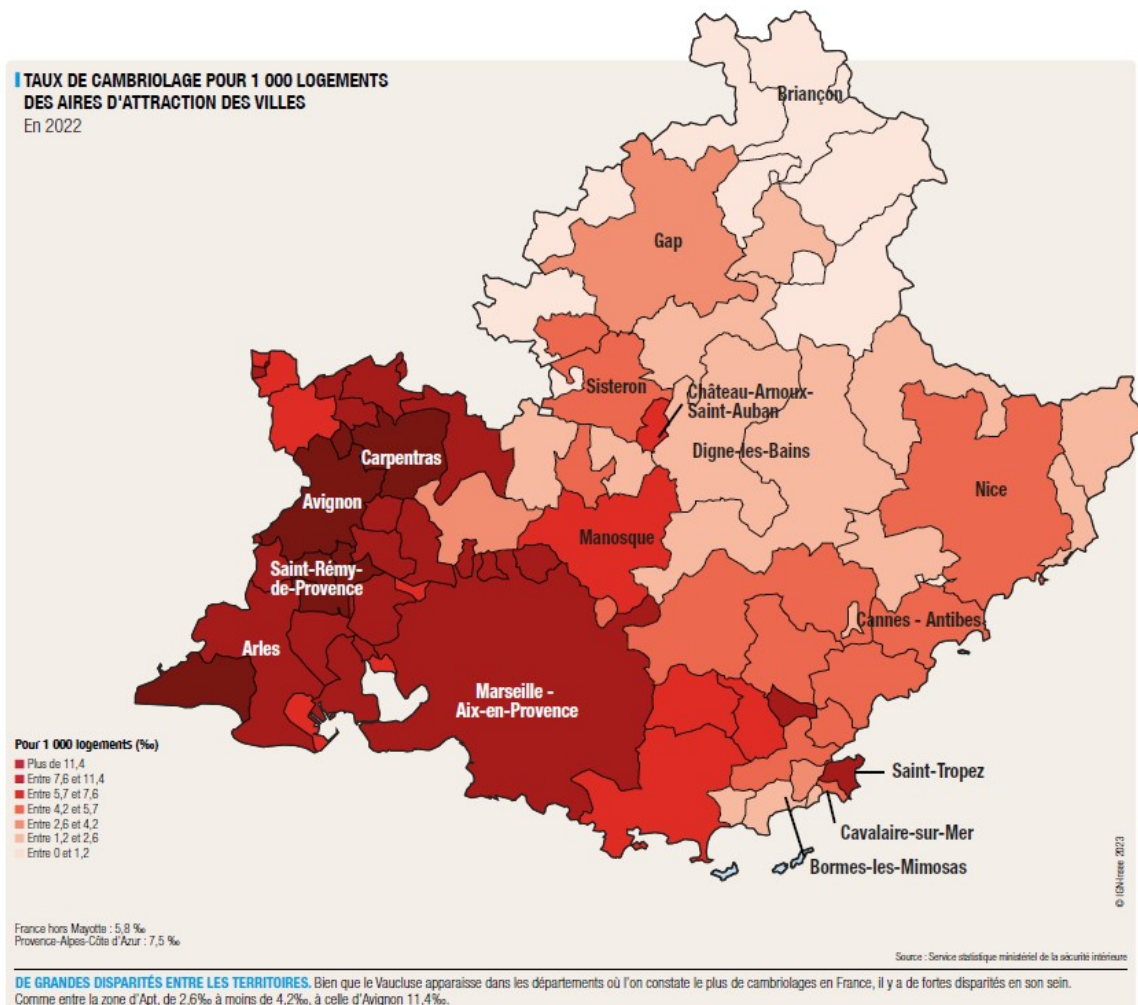 TAUX DE CAMBRIOLAGE POUR 1 000 LOGEMENTS
DES AIRES D'ATTRACTION DES VILLES
En 2022
Briançon
Gap
Sisteron
Château-Arnoux-
Saint-Auban
Carpentras
Digne-les-Bains
Avignon
Nice
Manosque
Saint-Rémy-
de-Provence
Cannes - Antibes
Arles
Marseille -
Aix-en-Provence
Pour 1 000 logements (‰)
Plus de 11,4
Entre 7,6 et 11,4
Entre 5,7 et 7,6
Entre 4,2 et 5,7
Entre 2,6 et 4,2
Entre 1,2 et 2,6
Entre 0 et 1,2
Saint-Tropez
Cavalaire-sur-Mer
Bormes-les-Mimosas
© IGN-Insee 2023
France hors Mayotte : 5,8 ‰
Provence-Alpes-Côte d'Azur : 7,5 ‰
Source : Service statistique ministériel de la sécurité intérieure
DE GRANDES DISPARITÉS ENTRE LES TERRITOIRES. Bien que le Vaucluse apparaisse dans les départements où l'on constate le plus de cambriolages en France, il y a de fortes disparités en son sein.
Comme entre la zone d'Apt, de 2.6‰ à moins de 4.2‰, à celle d'Avignon 11,4‰.